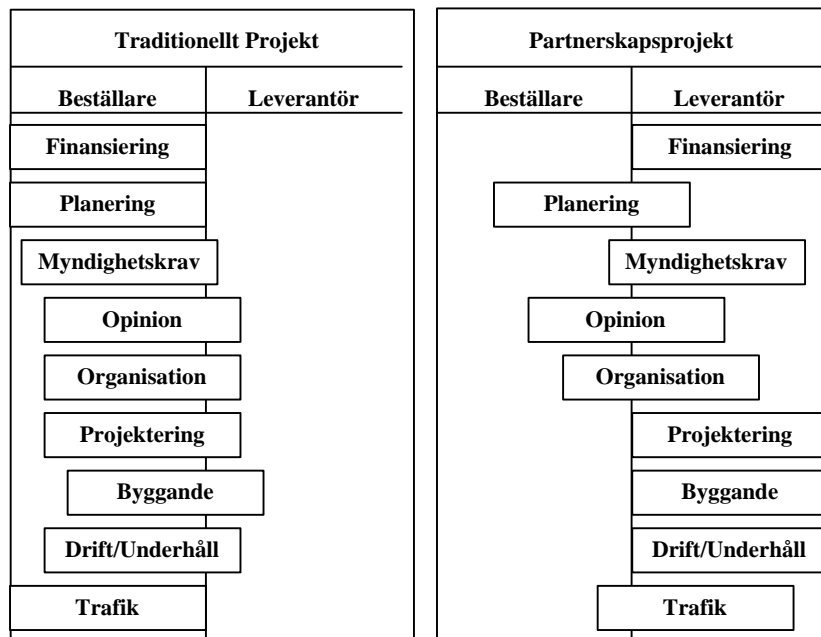 Traditionellt Projekt
Beställare Leverantör
Finansiering
Planering
Myndighetskrav
Opinion
Organisation
Projektering
Byggande
Drift/Underhåll
Trafik
Partnerskapsprojekt
Beställare Leverantör
Finansiering
Planering
Myndighetskrav
Opinion
Organisation
Projektering
Byggande
Drift/Underhåll
Trafik